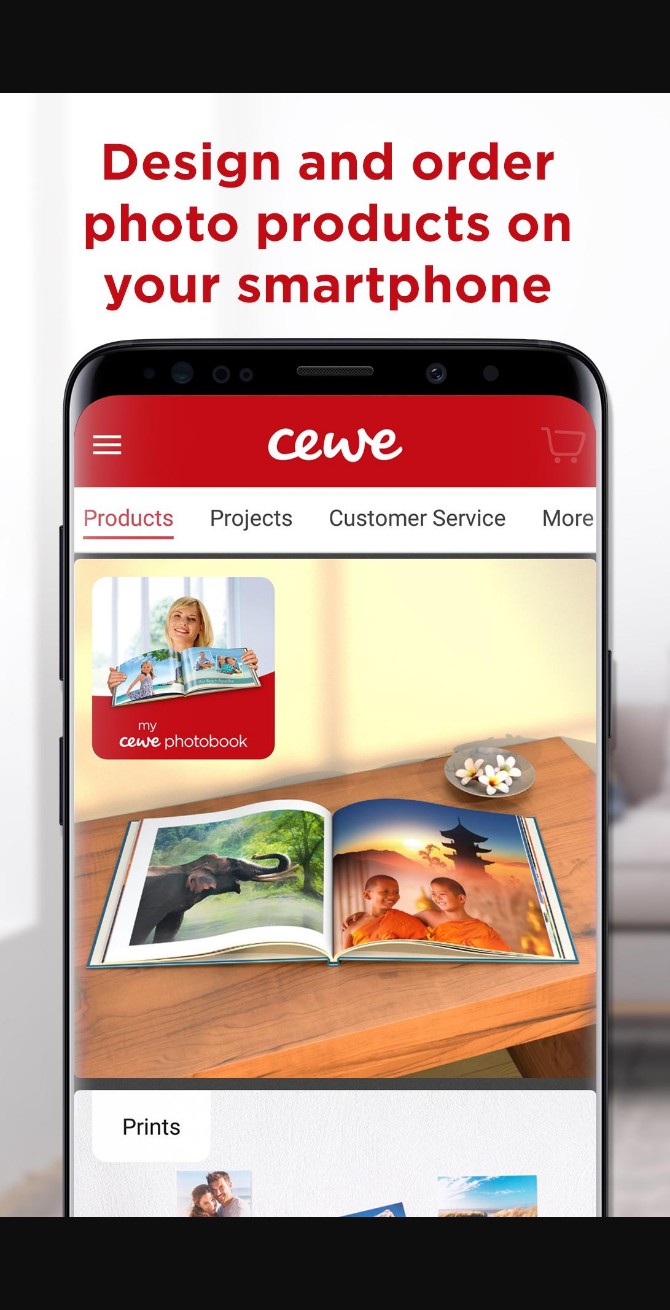 Design and order
photo products on
your smartphone
cewe
Products Projects Customer Service More
my
cewe photobook
Prints